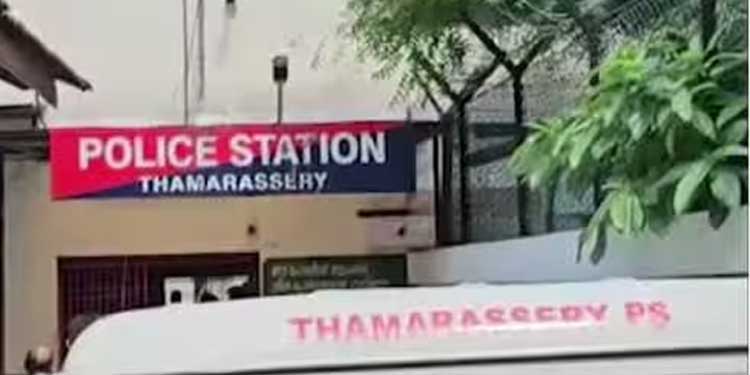 POLICE STATION
THAMARASSERY
THAMARASSERY PS